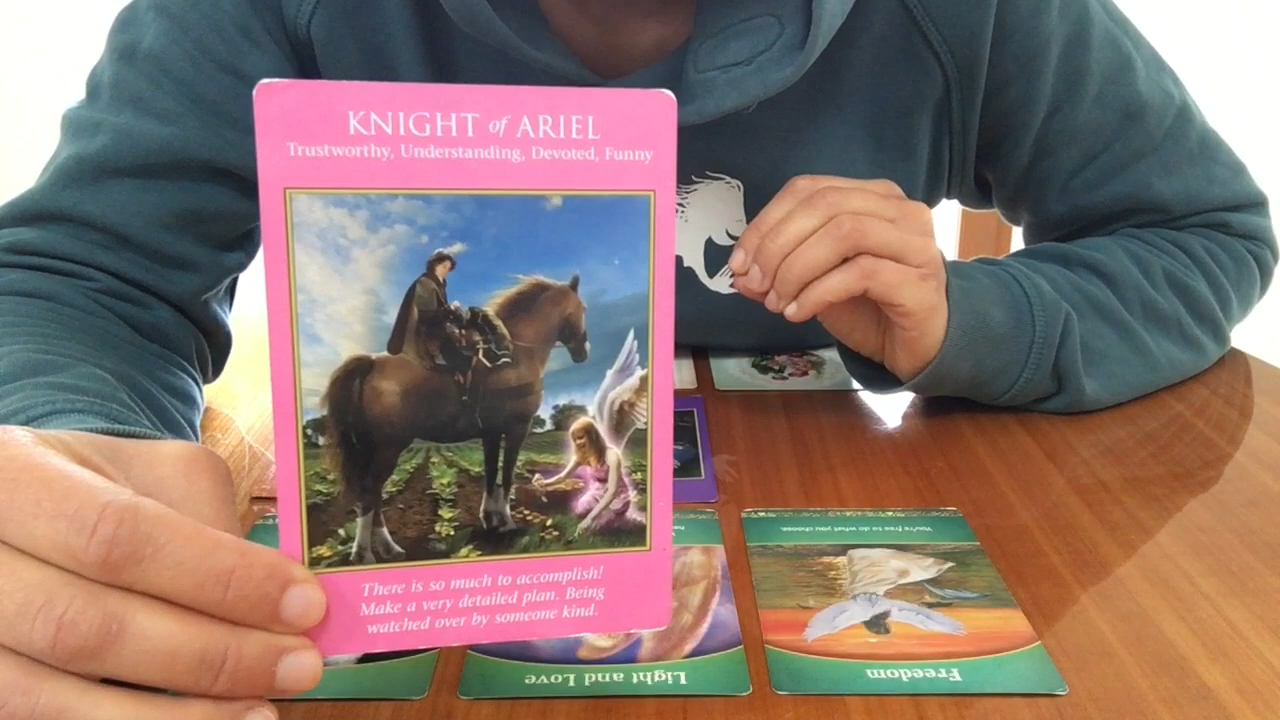 KNIGHT of ARIEL
Trustworthy, Understanding, Devoted, Funny
There is so much to accomplish!
Make a very detailed plan. Being
watched over by someone kind.
You're free to do what you choose.
Light and Love
Freedom